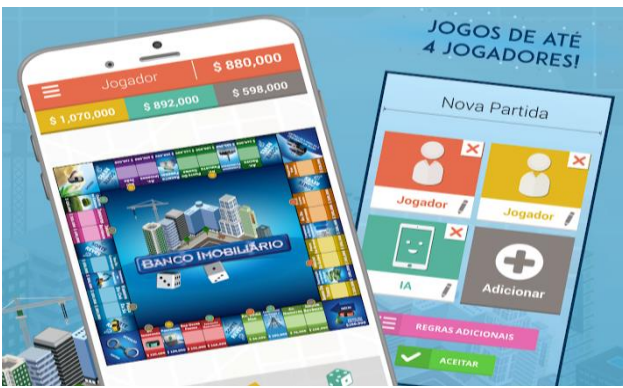 Jogador
$ 880,000
$ 1,070,000
$ 892,000
$ 598,000
BANCO IMOBILIÁRIO
JOGOS DE ATÉ
4 JOGADORES!
Nova Partida
Jogador
Jogador
IA
Adicionar
REGRAS ADICIONAIS
ACEITAR